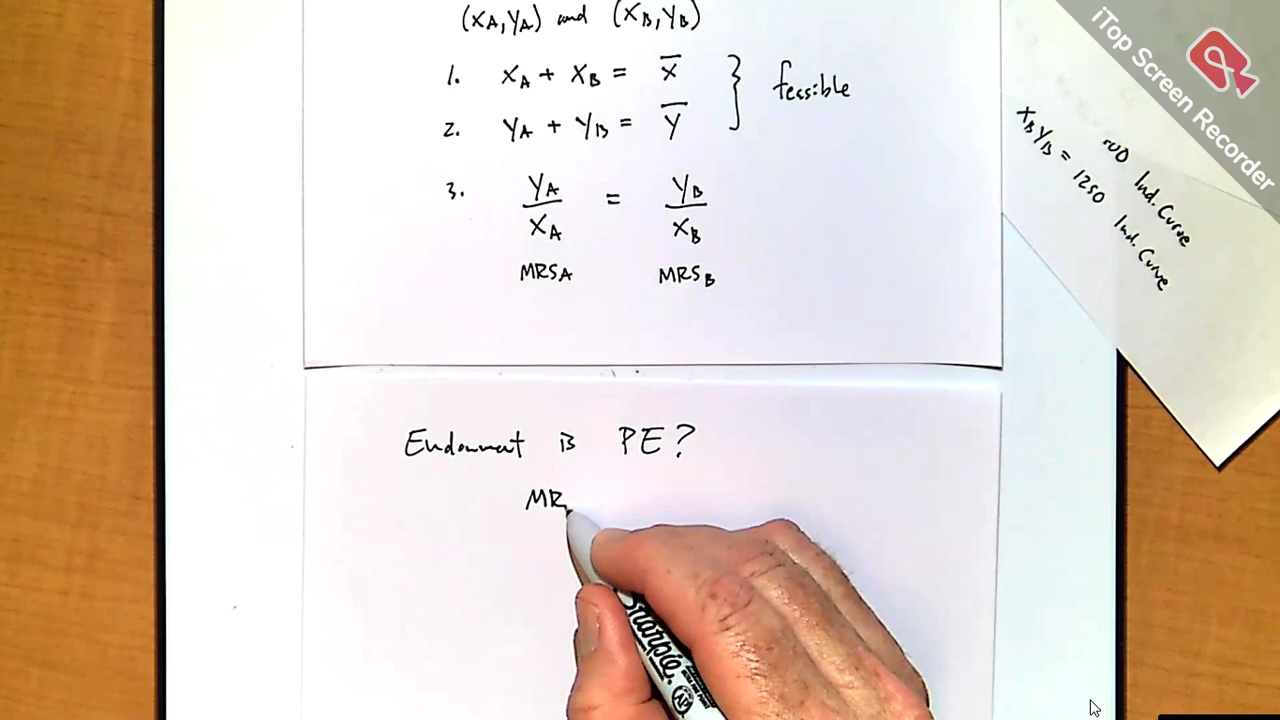 (XA, YA) and (XB, YB)
1. XA + XB = X̅
2. YA + YB = Y̅
} feasible
3. YA/XA = YB/XB
MRSA MRSB
Endowment is PE?
MR
XBYB = 1250 Ind. Curve
Ind. Curve
iTop Screen Recorder
Sharpie.